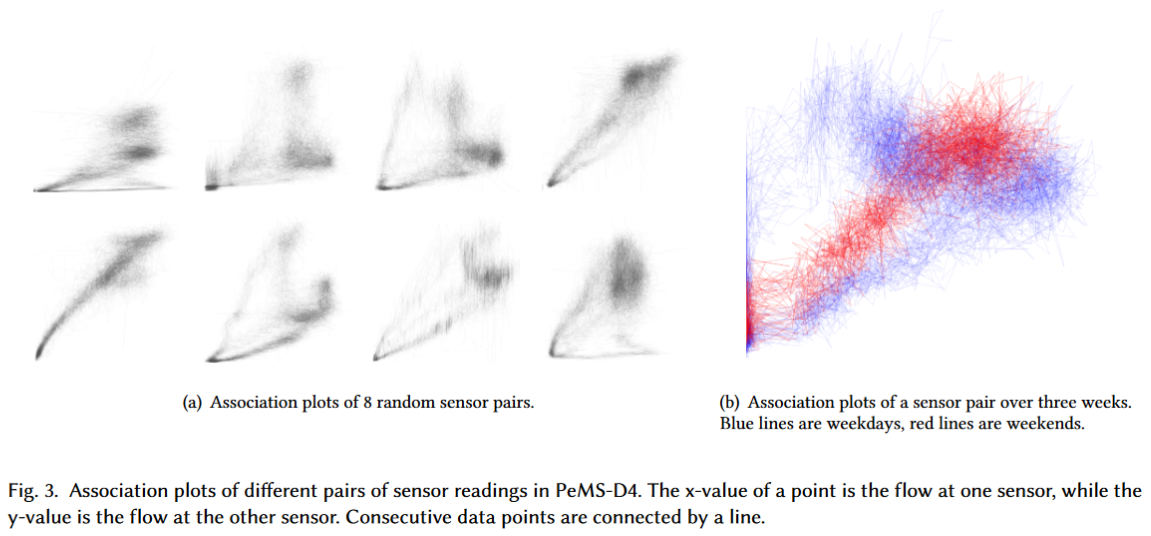 (a) Association plots of 8 random sensor pairs.
(b) Association plots of a sensor pair over three weeks.
Blue lines are weekdays, red lines are weekends.
Fig. 3. Association plots of different pairs of sensor readings in PeMS-D4. The x-value of a point is the flow at one sensor, while the
y-value is the flow at the other sensor. Consecutive data points are connected by a line.